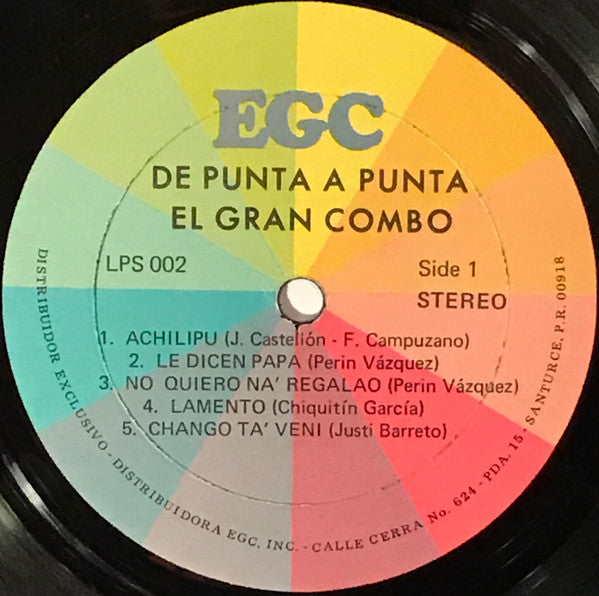 EGC
DE PUNTA A PUNTA
EL GRAN COMBO
LPS 002
Side 1
STEREO
1. ACHILIPU (J. Castelión - F. Campuzano)
2. LE DICEN PAPA (Perin Vázquez)
3. NO QUIERO NA' REGALAO (Perin Vázquez)
4. LAMENTO (Chiquitín García)
5. CHANGO TA' VENI (Justi Barreto)
DISTRIBUIDOR EXCLUSIVO - DISTRIBUIDORA EGC, INC. - CALLE CERRA No. 624 - PDA. 15, SANTURCE, P.R. 00918